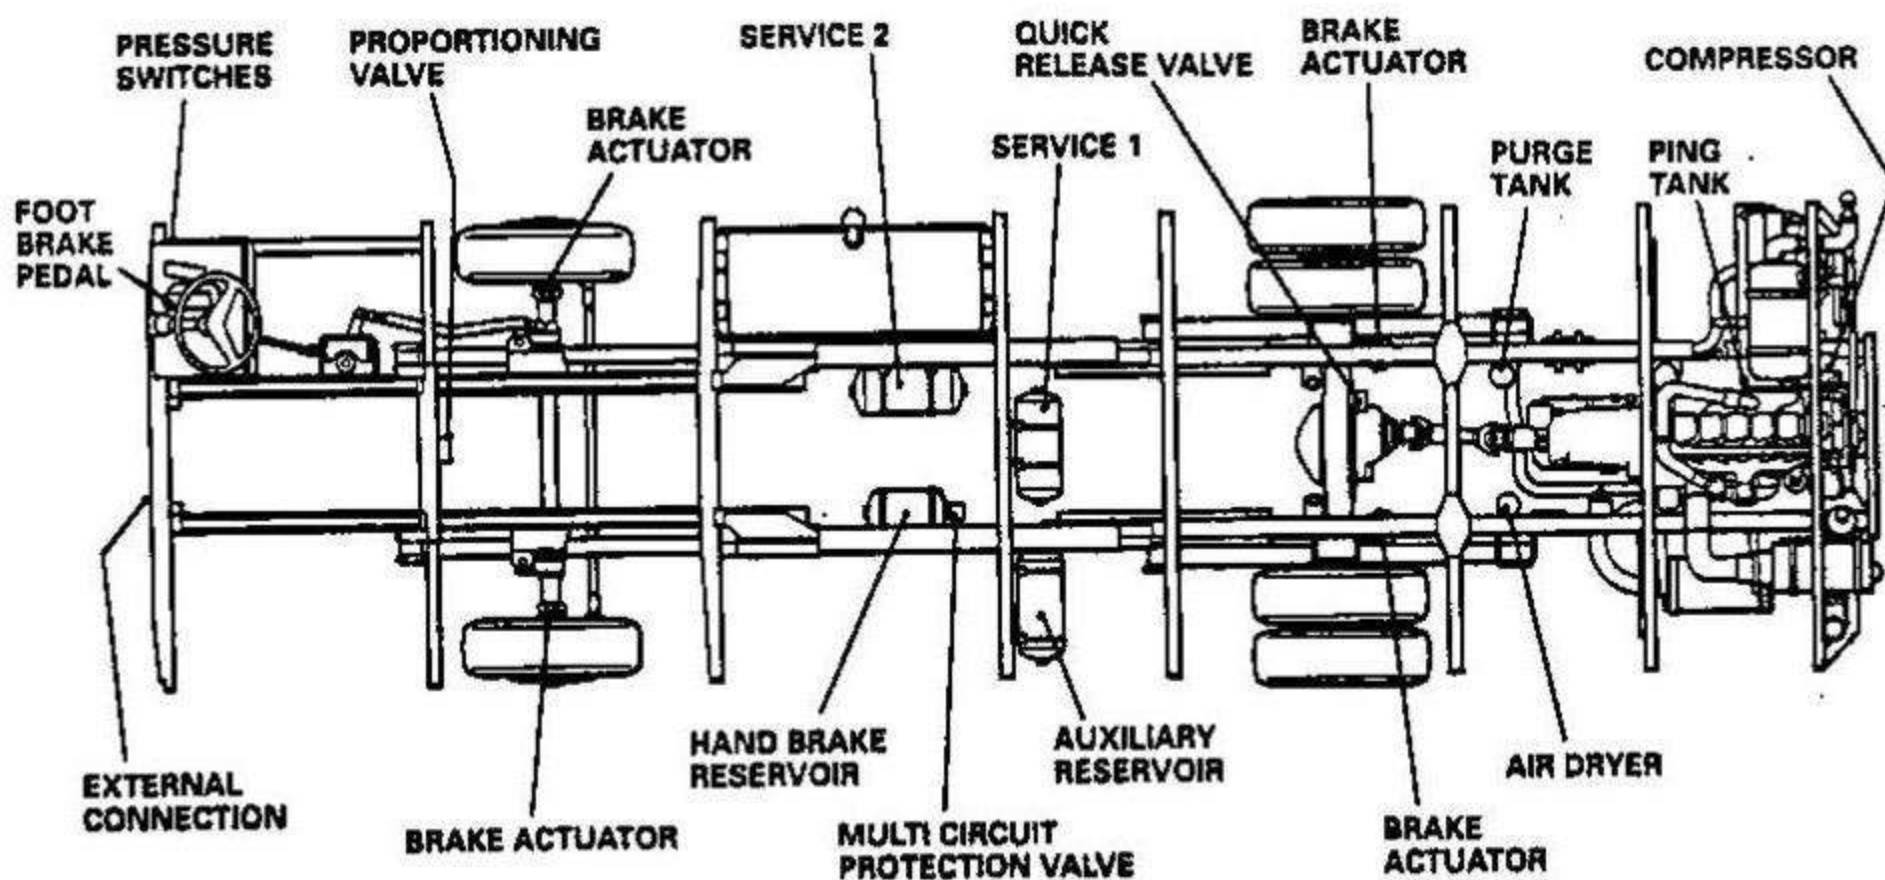 PRESSURE
SWITCHES
PROPORTIONING
VALVE
SERVICE 2
QUICK
RELEASE VALVE
BRAKE
ACTUATOR
COMPRESSOR
BRAKE
ACTUATOR
SERVICE 1
PURGE
TANK
PING
TANK
FOOT
BRAKE
PEDAL
EXTERNAL
CONNECTION
BRAKE ACTUATOR
HAND BRAKE
RESERVOIR
MULTI CIRCUIT
PROTECTION VALVE
AUXILIARY
RESERVOIR
AIR DRYER
BRAKE
ACTUATOR